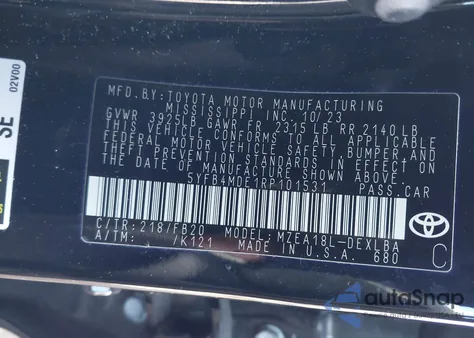 MFD.BY:TOYOTA MOTOR MANUFACTURING
MISSISSIPPI INC. 10/23
GVWR 3925LB GAWR FR 2315 LB RR 2140 LB
THIS VEHICLE CONFORMS TO ALL APPLICABLE
FEDERAL MOTOR VEHICLE SAFETY, BUMPER AND
THEFT PREVENTION STANDARDS IN EFFECT ON
THE DATE OF MANUFACTURE SHOWN ABOVE.
5YFB4MDE1RP101531 PASS.CAR
C/TR: 218/FB20 MODEL: MZEA18L-DEXLBA
A/TM: /K121 MADE IN U.S.A. 680
TOYOTA
C
02V00
SE
autoSnap